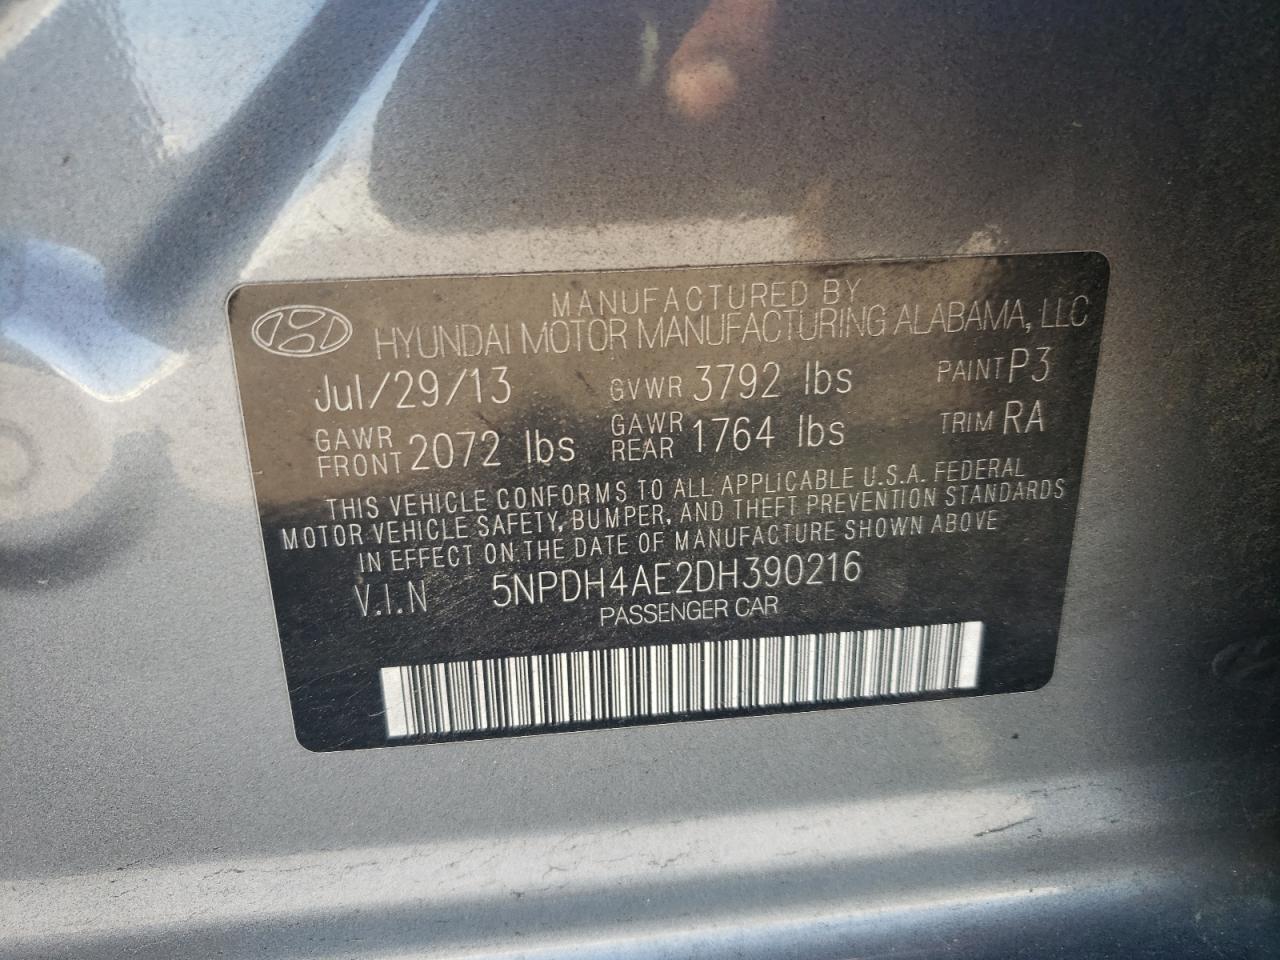 MANUFACTURED BY
HYUNDAI MOTOR MANUFACTURING ALABAMA, LLC
Jul/29/13 GVWR 3792 lbs PAINT P3
GAWR FRONT 2072 lbs GAWR REAR 1764 lbs TRIM RA
THIS VEHICLE CONFORMS TO ALL APPLICABLE U.S.A. FEDERAL
MOTOR VEHICLE SAFETY, BUMPER, AND THEFT PREVENTION STANDARDS
IN EFFECT ON THE DATE OF MANUFACTURE SHOWN ABOVE
V.I.N 5NPDH4AE2DH390216
PASSENGER CAR